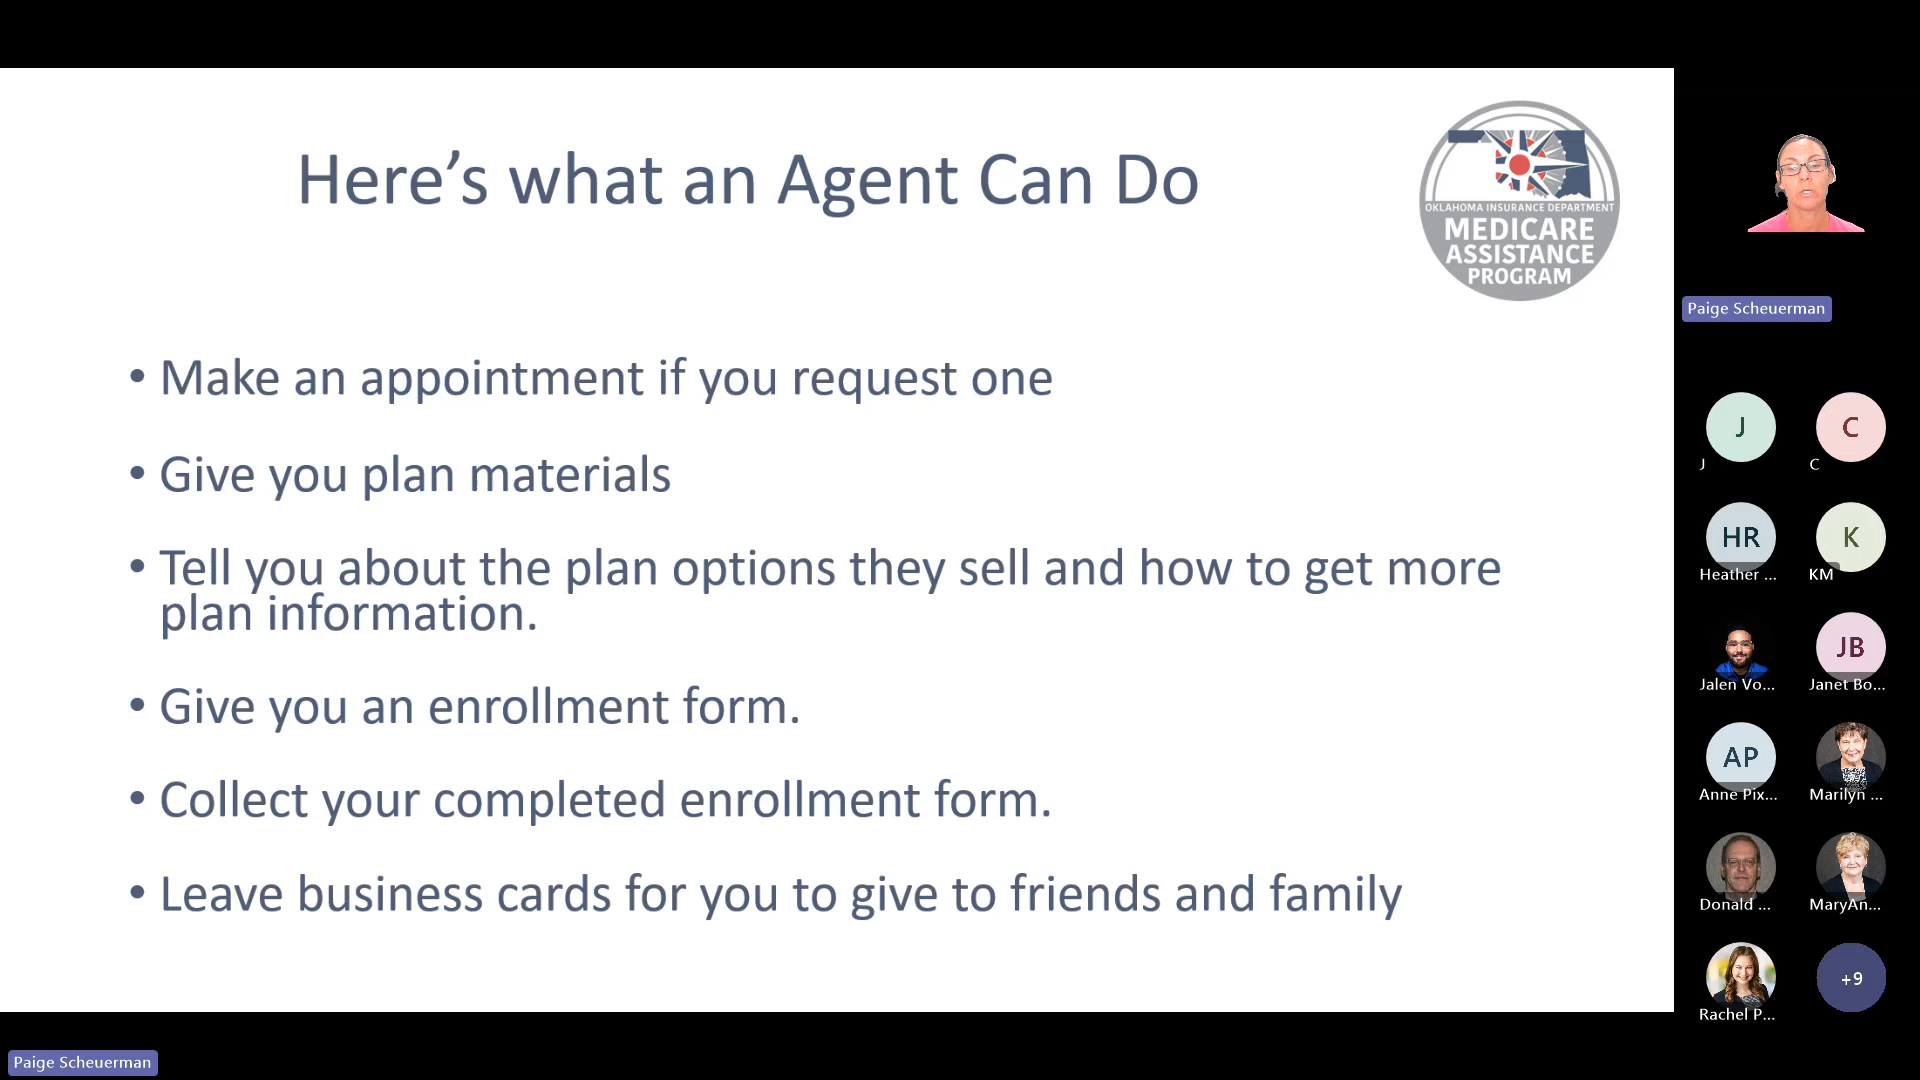 Here’s what an Agent Can Do
OKLAHOMA INSURANCE DEPARTMENT
MEDICARE
ASSISTANCE
PROGRAM
• Make an appointment if you request one
• Give you plan materials
• Tell you about the plan options they sell and how to get more
plan information.
• Give you an enrollment form.
• Collect your completed enrollment form.
• Leave business cards for you to give to friends and family
Paige Scheuerman
J C
J C
HR K
Heather ... KM
JB
Jalen Vo... Janet Bo...
AP
Anne Pix... Marilyn ...
Donald ... MaryAn...
+9
Rachel P...
Paige Scheuerman